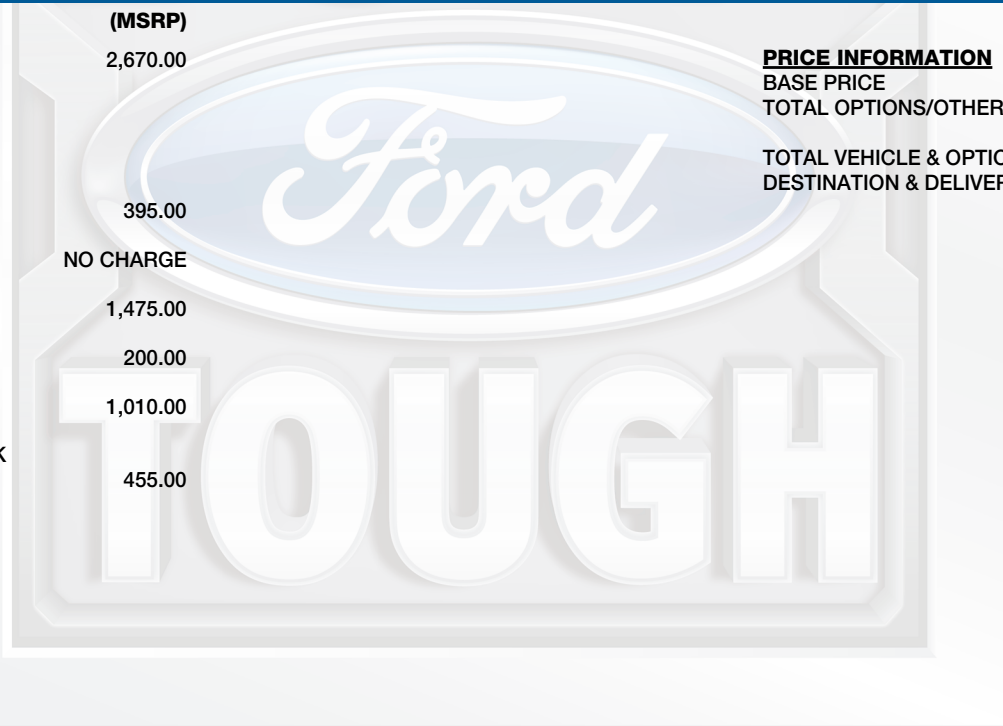 (MSRP)
2,670.00
395.00
NO CHARGE
1,475.00
200.00
1,010.00
K
455.00
PRICE INFORMATION
BASE PRICE
TOTAL OPTIONS/OTHER
TOTAL VEHICLE & OPTIO
DESTINATION & DELIVER
Ford
TOUGH